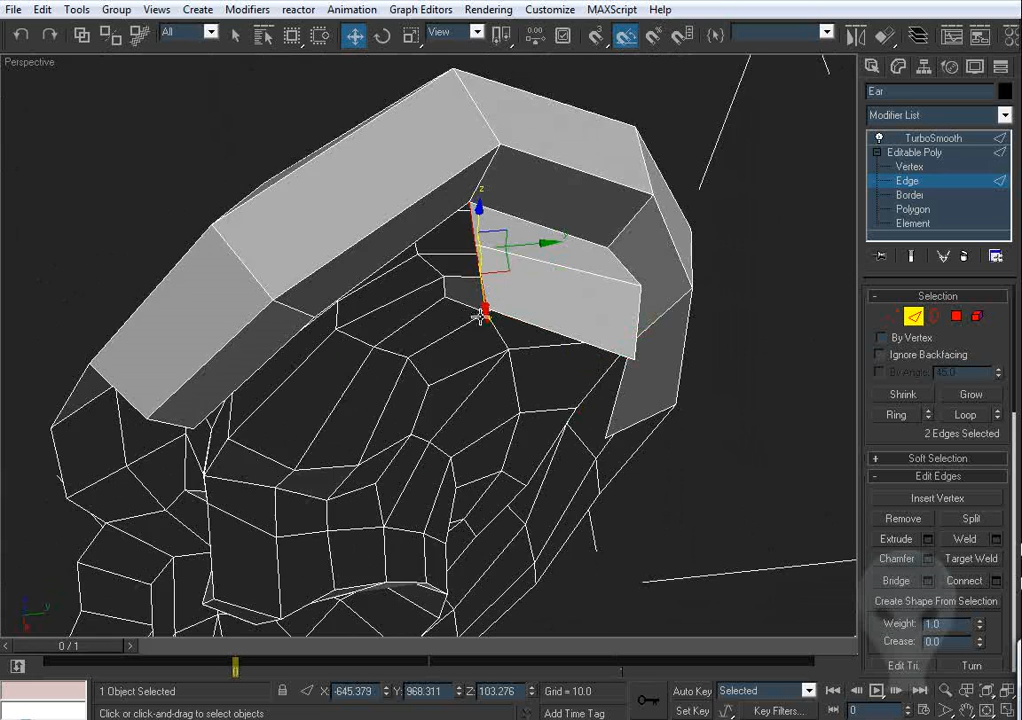 File Edit Tools Group Views Create Modifiers reactor Animation Graph Editors Rendering Customize MAXScript Help
All View 0.00
Perspective
z
Ear
Modifier List
TurboSmooth
Editable Poly
Vertex
Edge
Border
Polygon
Element
- Selection
By Vertex
Ignore Backfacing
By Angle: 45.0
Shrink Grow
Ring Loop
2 Edges Selected
+ Soft Selection
- Edit Edges
Insert Vertex
Remove Split
Extrude Weld
Chamfer Target Weld
Bridge Connect
Create Shape From Selection
Weight: 1.0
Crease: 0.0
Edit Tri. Turn
z
y
< 0 / 1 >
1 Object Selected X: -645.379 Y: 968.311 Z: 103.276 Grid = 10.0 Auto Key Selected
Click or click-and-drag to select objects Add Time Tag Set Key Key Filters... 0